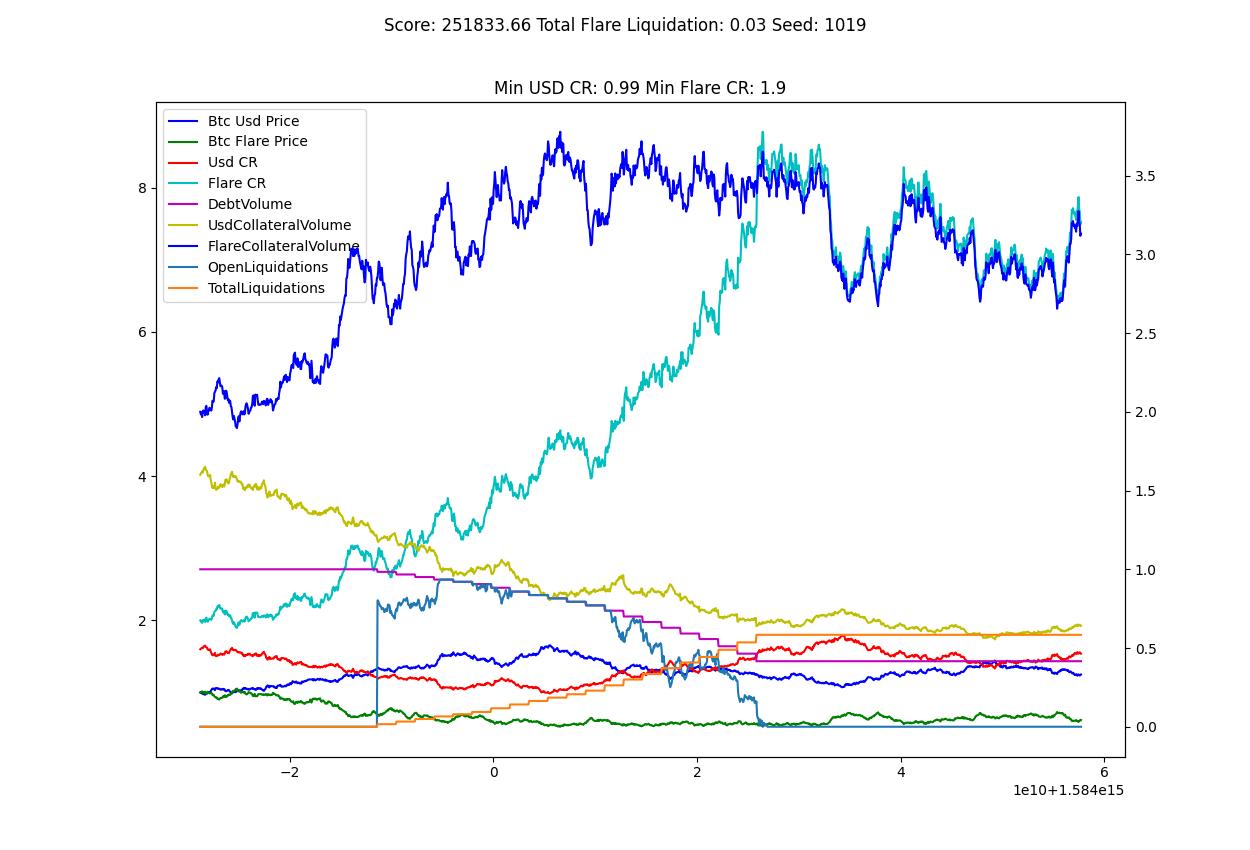 Score: 251833.66 Total Flare Liquidation: 0.03 Seed: 1019
Min USD CR: 0.99 Min Flare CR: 1.9
Btc Usd Price
Btc Flare Price
Usd CR
Flare CR
DebtVolume
UsdCollateralVolume
FlareCollateralVolume
OpenLiquidations
TotalLiquidations
8
6
4
2
3.5
3.0
2.5
2.0
1.5
1.0
0.5
0.0
−2 0 2 4 6
1e10+1.584e15